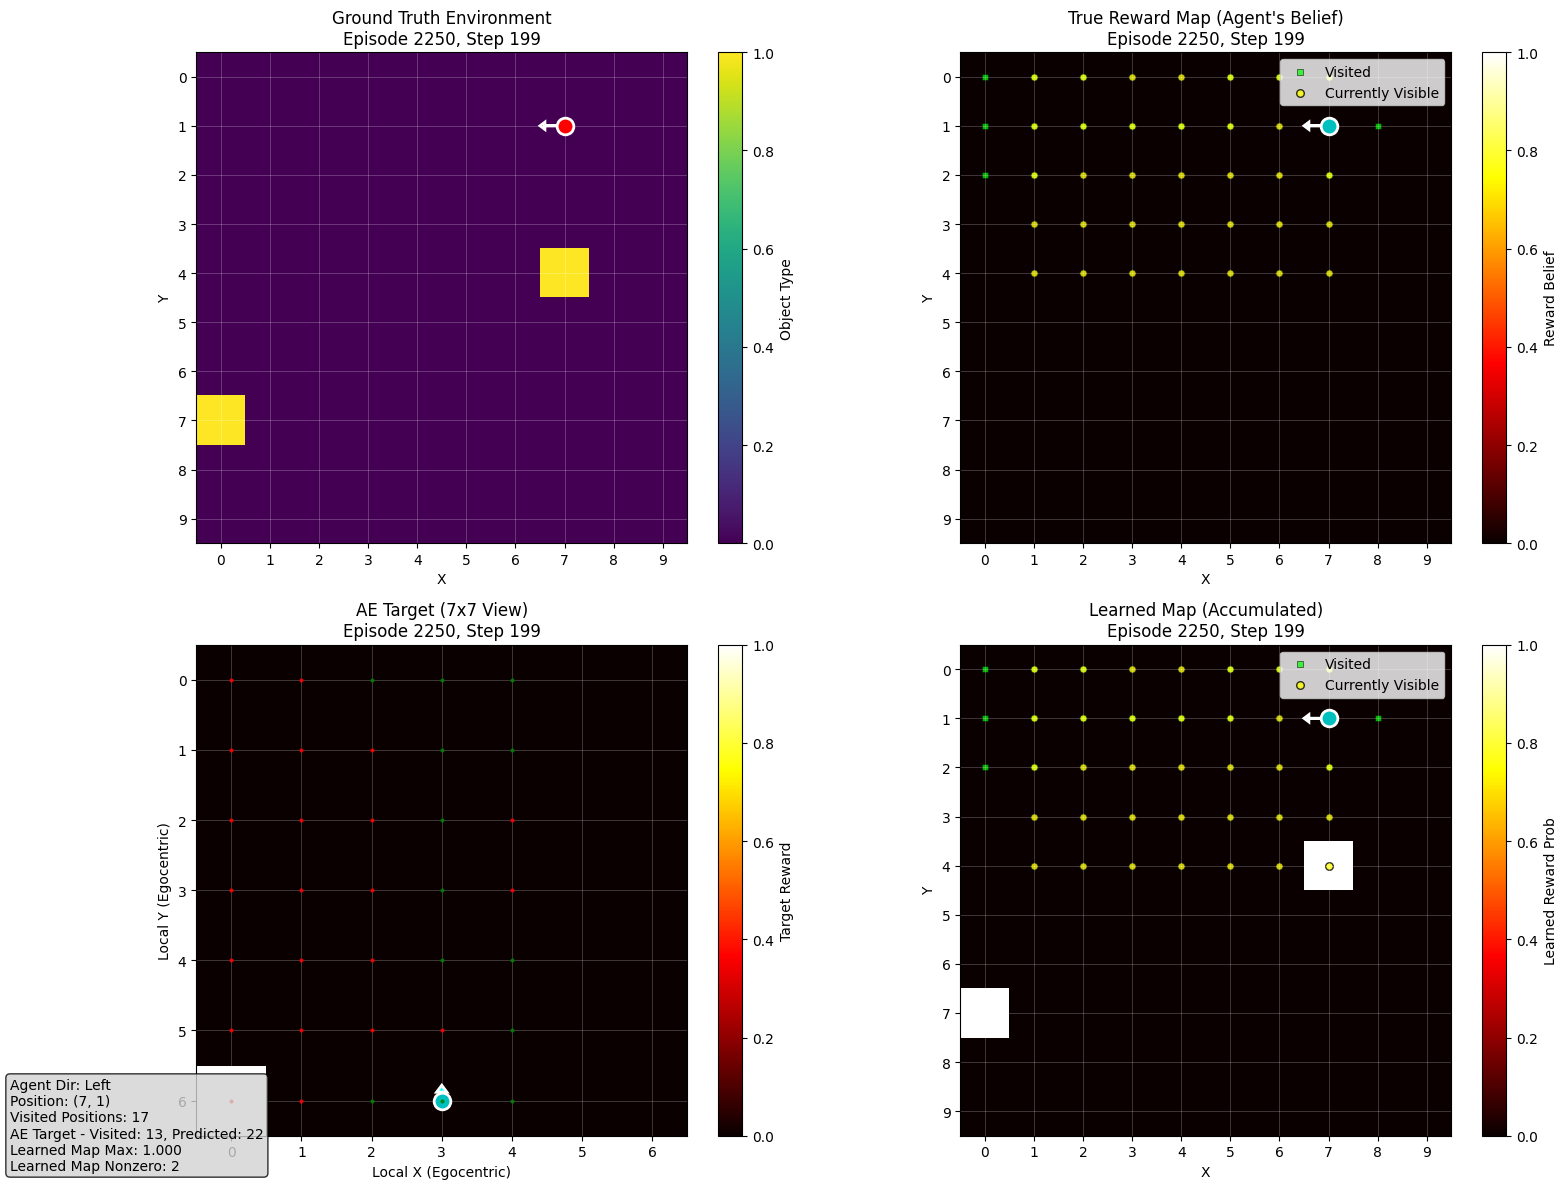 Ground Truth Environment
Episode 2250, Step 199
0
1
2
3
4
5
6
7
8
9
Y
0 1 2 3 4 5 6 7 8 9
X
1.0
0.8
0.6
0.4
0.2
0.0
Object Type
True Reward Map (Agent's Belief)
Episode 2250, Step 199
Visited
Currently Visible
0
1
2
3
4
5
6
7
8
9
Y
0 1 2 3 4 5 6 7 8 9
X
1.0
0.8
0.6
0.4
0.2
0.0
Reward Belief
AE Target (7x7 View)
Episode 2250, Step 199
0
1
2
3
4
5
6
Local Y (Egocentric)
0 1 2 3 4 5 6
Local X (Egocentric)
1.0
0.8
0.6
0.4
0.2
0.0
Target Reward
Agent Dir: Left
Position: (7, 1)
Visited Positions: 17
AE Target - Visited: 13, Predicted: 22
Learned Map Max: 1.000
Learned Map Nonzero: 2
Learned Map (Accumulated)
Episode 2250, Step 199
Visited
Currently Visible
0
1
2
3
4
5
6
7
8
9
Y
0 1 2 3 4 5 6 7 8 9
X
1.0
0.8
0.6
0.4
0.2
0.0
Learned Reward Prob